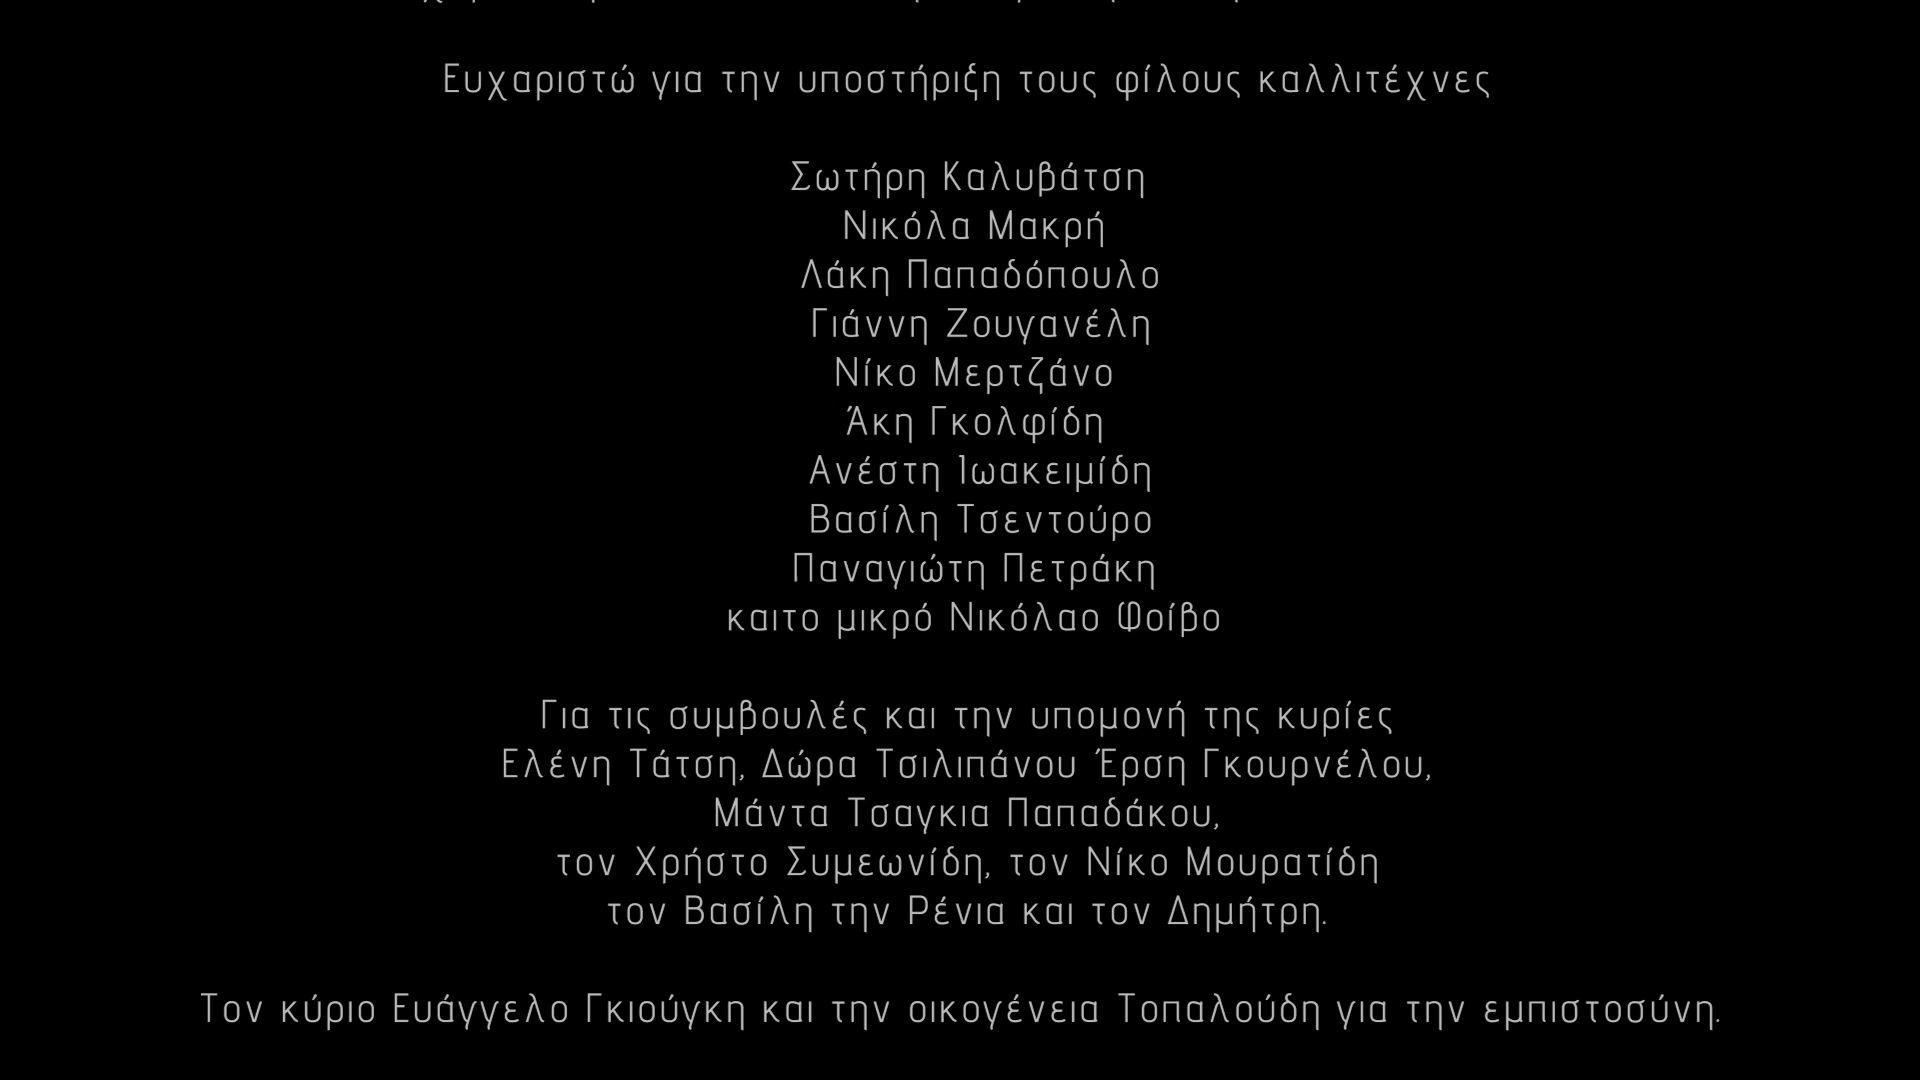 Ευχαριστώ για την υποστήριξη τους φίλους καλλιτέχνες
Σωτήρη Καλυβάτση
Νικόλα Μακρή
Λάκη Παπαδόπουλο
Γιάννη Ζουγανέλη
Νίκο Μερτζάνο
Άκη Γκολφίδη
Ανέστη Ιωακειμίδη
Βασίλη Τσεντούρο
Παναγιώτη Πετράκη
καιτο μικρό Νικόλαο Φοίβο
Για τις συμβουλές και την υπομονή της κυρίες
Ελένη Τάτση, Δώρα Τσιλιπάνου Έρση Γκουρνέλου,
Μάντα Τσαγκια Παπαδάκου,
τον Χρήστο Συμεωνίδη, τον Νίκο Μουρατίδη
τον Βασίλη την Ρένια και τον Δημήτρη.
Τον κύριο Ευάγγελο Γκιούγκη και την οικογένεια Τοπαλούδη για την εμπιστοσύνη.